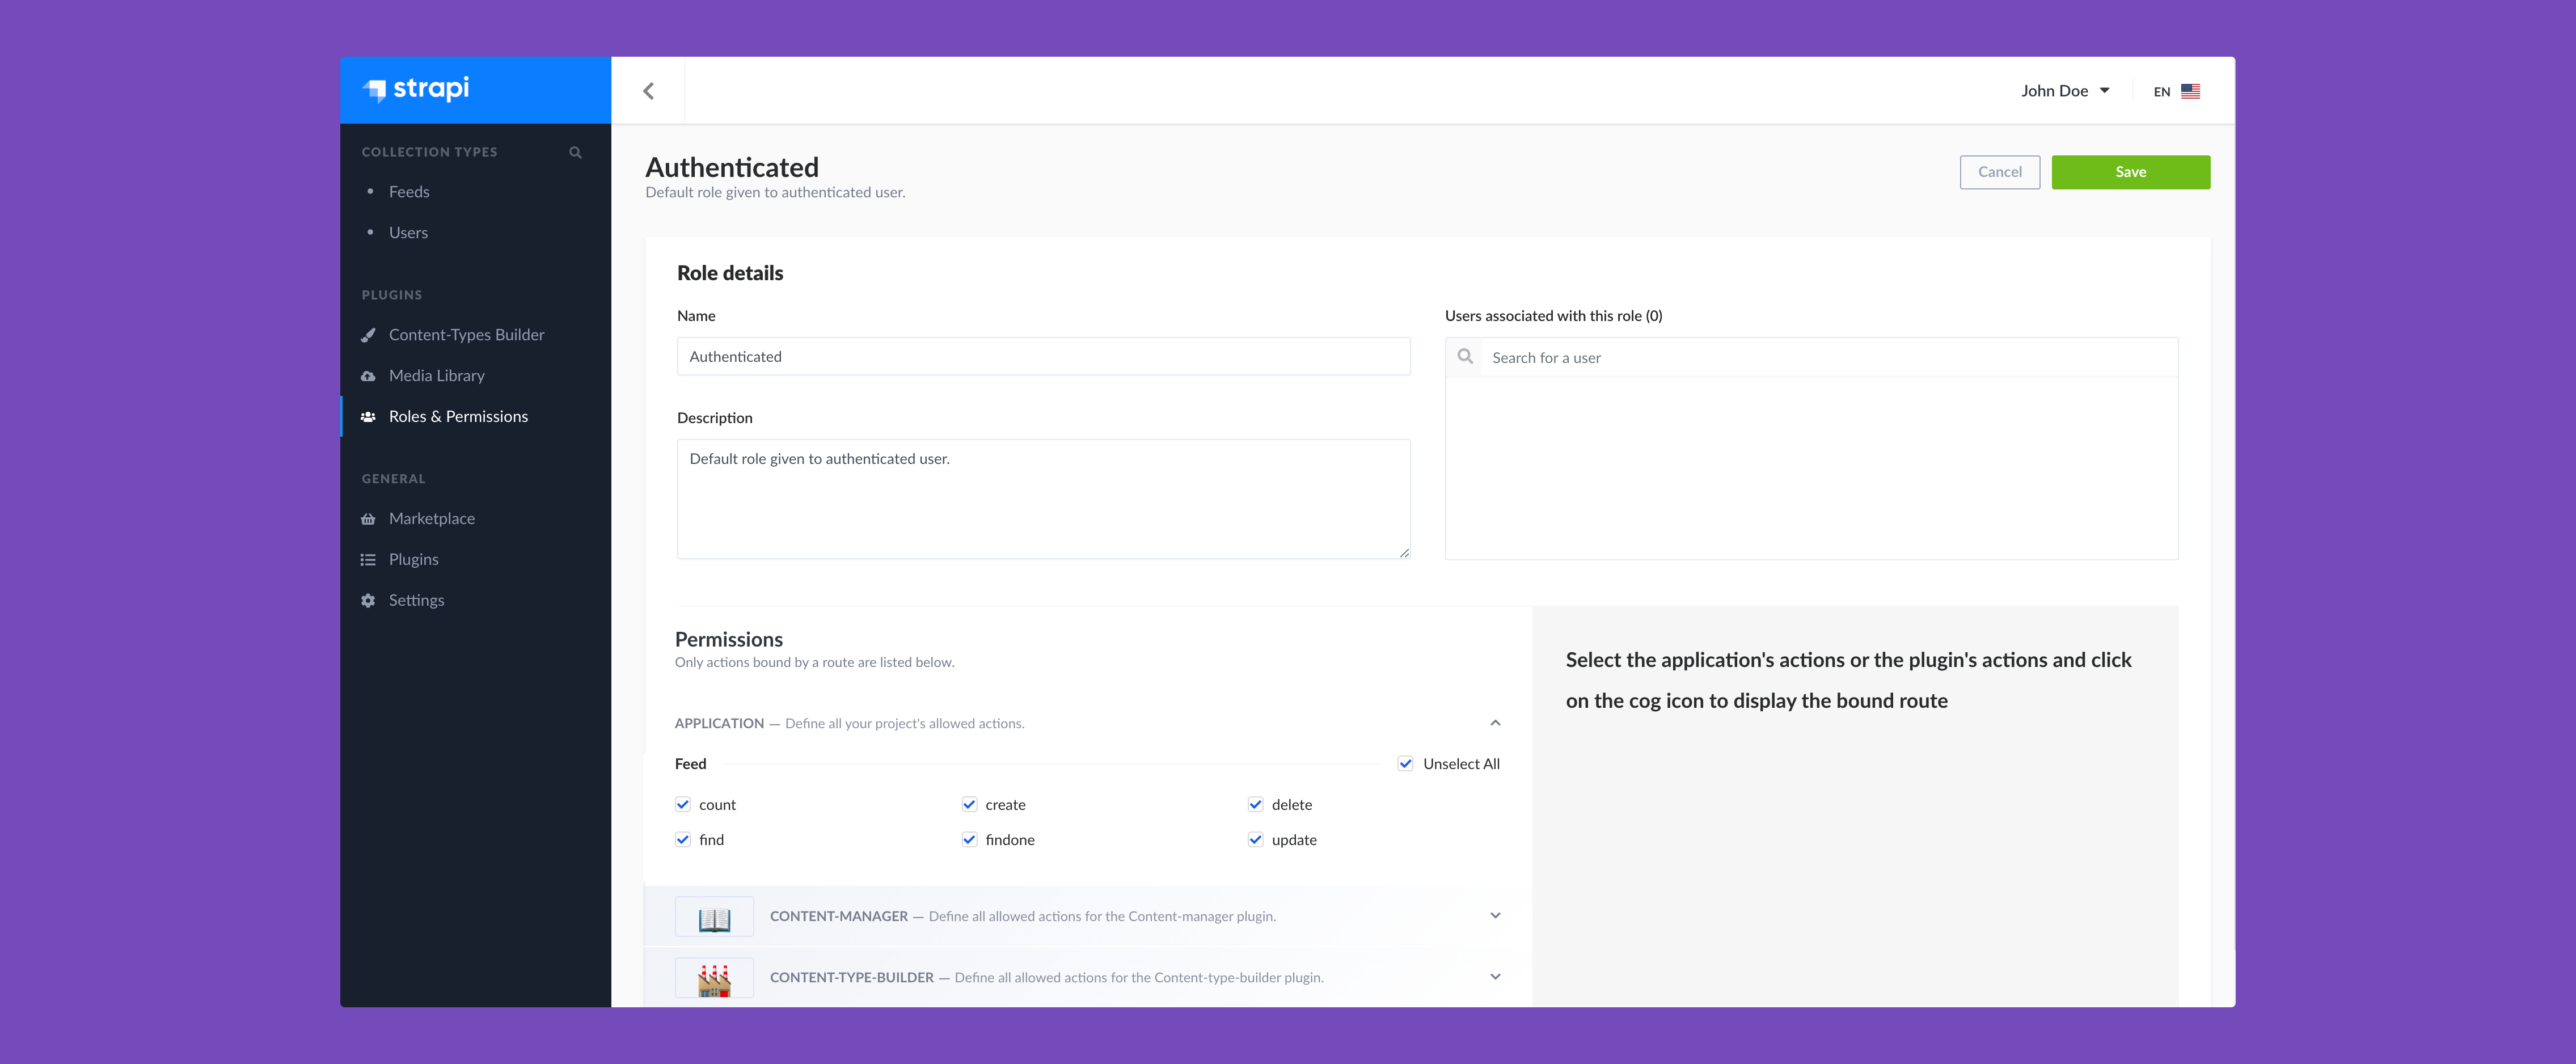 strapi
John Doe
EN
COLLECTION TYPES
Feeds
Users
PLUGINS
Content-Types Builder
Media Library
Roles & Permissions
GENERAL
Marketplace
Plugins
Settings
Authenticated
Default role given to authenticated user.
Cancel
Save
Role details
Name
Authenticated
Users associated with this role (0)
Search for a user
Description
Default role given to authenticated user.
Permissions
Only actions bound by a route are listed below.
APPLICATION — Define all your project's allowed actions.
Feed
Unselect All
count
create
delete
find
findone
update
CONTENT-MANAGER — Define all allowed actions for the Content-manager plugin.
CONTENT-TYPE-BUILDER — Define all allowed actions for the Content-type-builder plugin.
Select the application's actions or the plugin's actions and click
on the cog icon to display the bound route